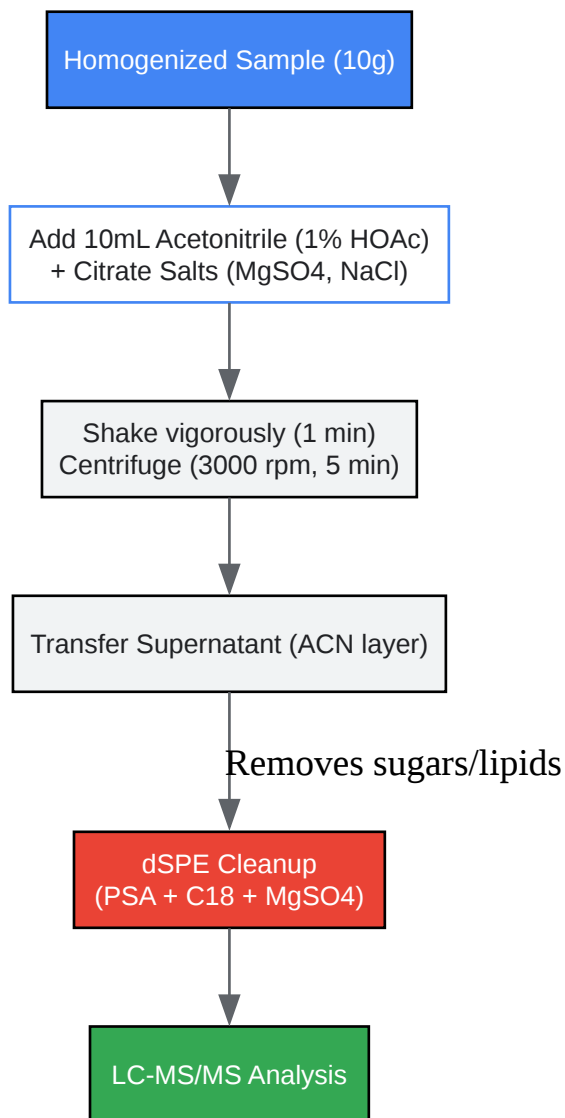 Homogenized Sample (10g)
Add 10mL Acetonitrile (1% HOAc)
+ Citrate Salts (MgSO4, NaCl)
Shake vigorously (1 min)
Centrifuge (3000 rpm, 5 min)
Transfer Supernatant (ACN layer)
Removes sugars/lipids
dSPE Cleanup
(PSA + C18 + MgSO4)
LC-MS/MS Analysis